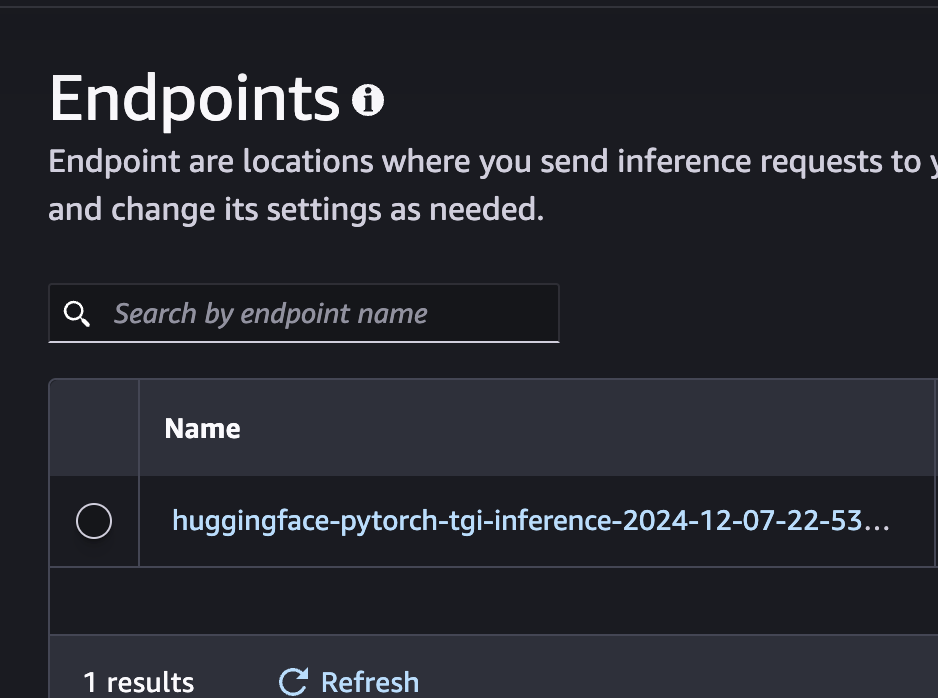 Endpoints
Endpoint are locations where you send inference requests to
and change its settings as needed.
Search by endpoint name
Name
huggingface-pytorch-tgi-inference-2024-12-07-22-53...
1 results
Refresh